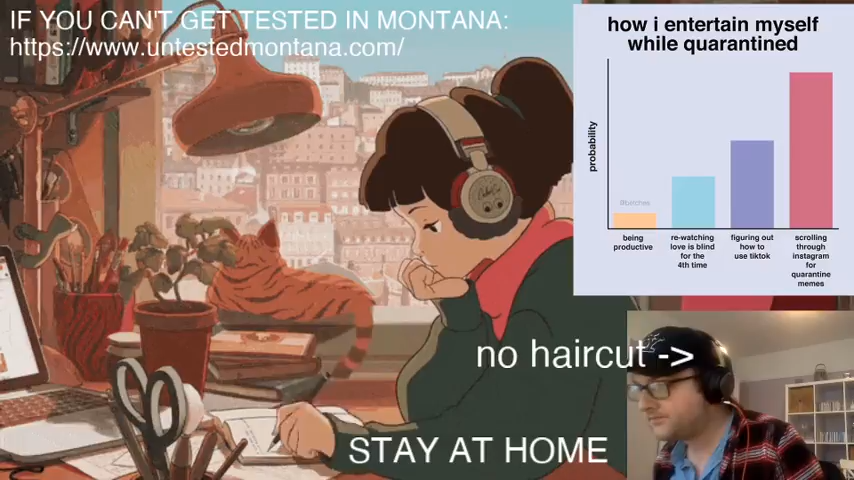 IF YOU CAN'T GET TESTED IN MONTANA:
https://www.untestedmontana.com/
how i entertain myself
while quarantined
probability
@betches
being
productive
re-watching
love is blind
for the
4th time
figuring out
how to
use tiktok
scrolling
through
instagram
for
quarantine
memes
no haircut ->
STAY AT HOME